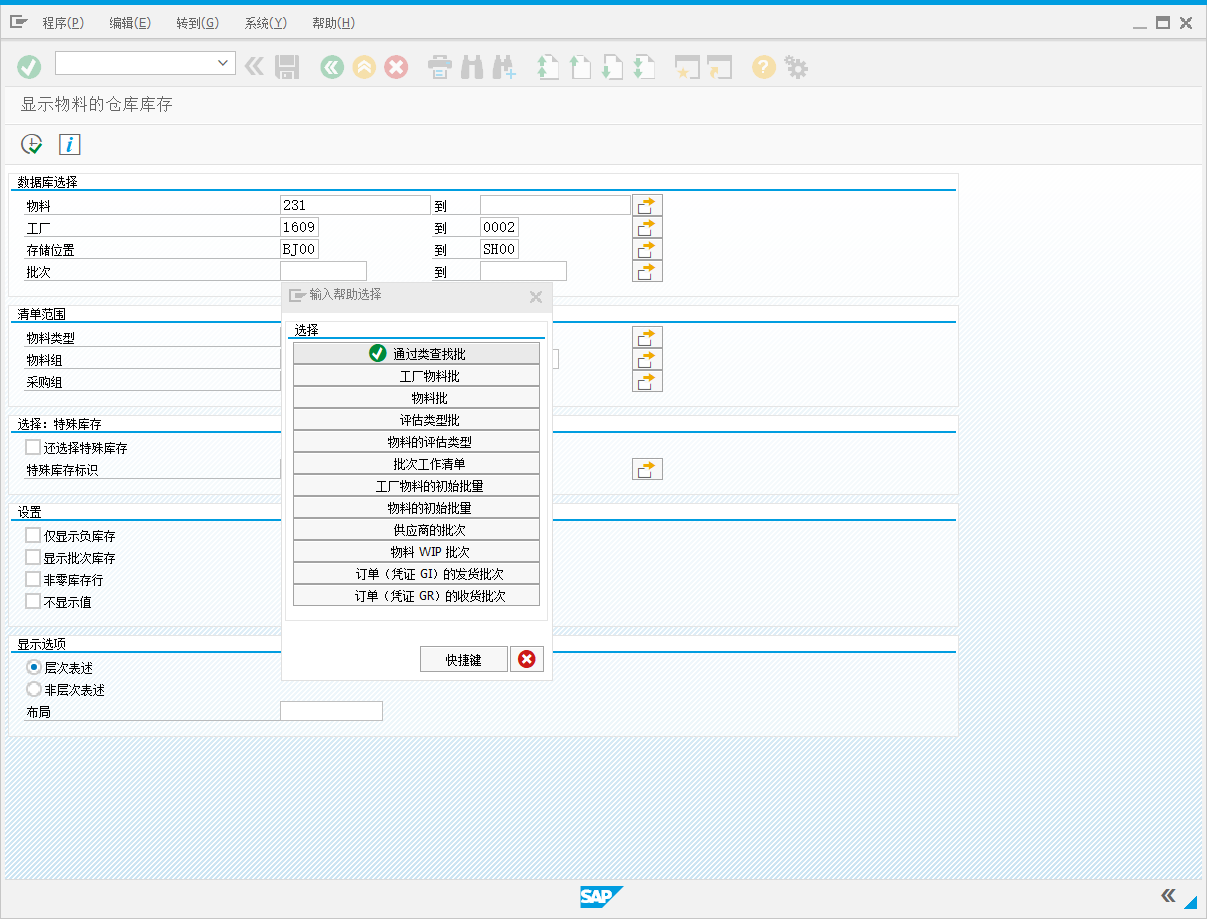 程序(P) 编辑(E) 转到(G) 系统(Y) 帮助(H)
显示物料的仓库库存
数据库选择
物料 231 到
工厂 1609 到 0002
存储位置 BJ00 到 SH00
批次 到
输入帮助选择
清单范围
选择
物料类型
通过类查找批
物料组
工厂物料批
采购组
物料批
选择：特殊库存
评估类型批
还选择特殊库存
物料的评估类型
特殊库存标识
批次工作清单
工厂物料的初始批量
设置
物料的初始批量
仅显示负库存
供应商的批次
显示批次库存
物料 WIP 批次
非零库存行
订单（凭证 GI）的发货批次
不显示值
订单（凭证 GR）的收货批次
显示选项
快捷键
层次表述
非层次表述
布局
SAP